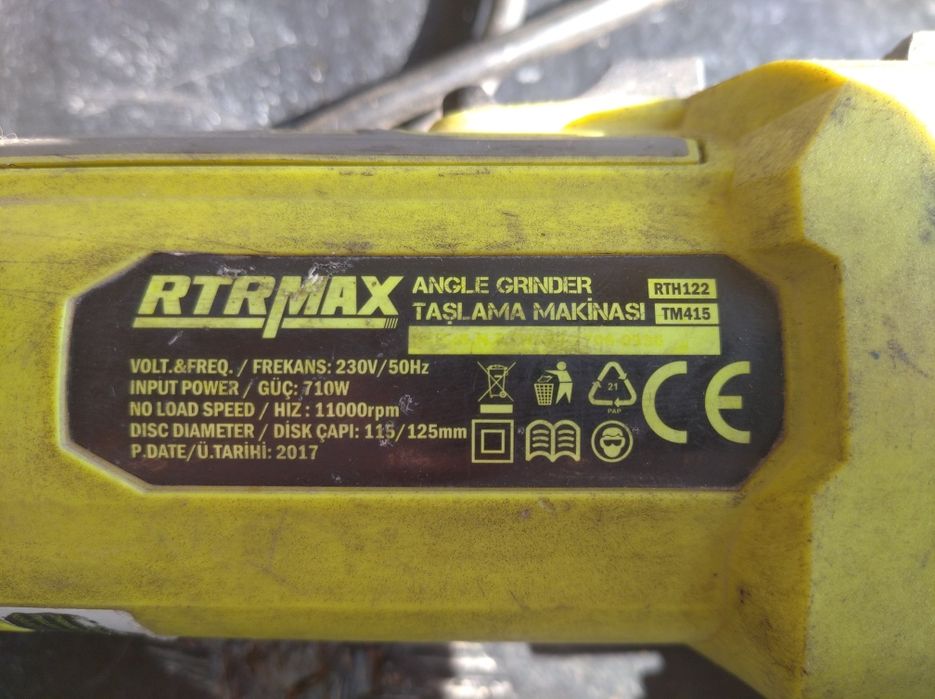 RTRMAX
ANGLE GRINDER RTH122
TAŞLAMA MAKİNASI TM415
VOLT.&FREQ. / FREKANS: 230V/50Hz
INPUT POWER / GÜÇ: 710W
NO LOAD SPEED / HIZ : 11000rpm
DISC DIAMETER / DİSK ÇAPI: 115/125mm
P.DATE/Ü.TARİHİ: 2017
21
PAP
CE